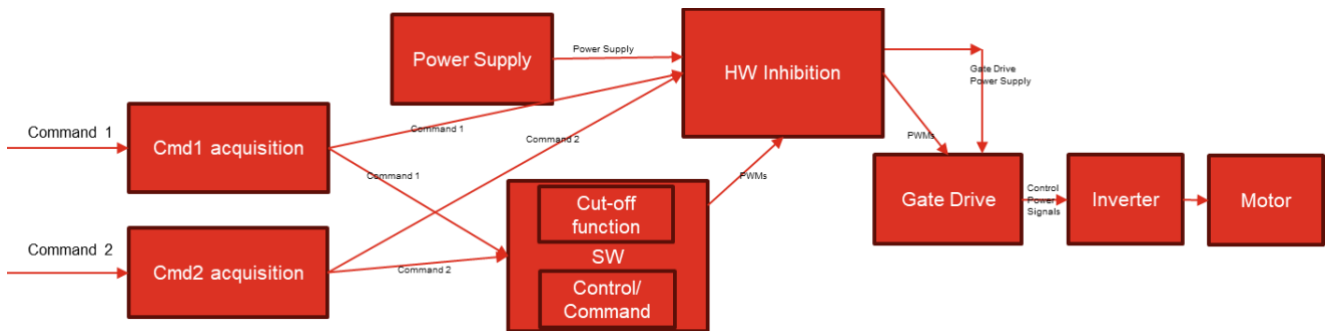 Power Supply
Power Supply
HW Inhibition
Gate Drive
Power Supply
Command 1
Cmd1 acquisition
Command 1
Command 2
Command 1
PWMs
PWMs
Cut-off
function
SW
Control/
Command
Gate Drive
Control
Power
Signals
Inverter
Motor
Command 2
Cmd2 acquisition
Command 2